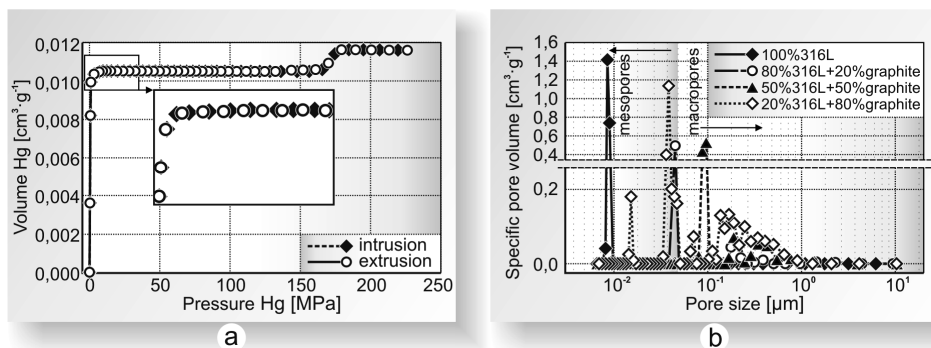 Volume Hg [cm³·g⁻¹]
0,012
0,010
0,008
0,006
0,004
0,002
0,000
0
50
100
150
200
250
Pressure Hg [MPa]
intrusion
extrusion
a
Specific pore volume [cm³·g⁻¹]
1,6
1,4
1,2
1,0
0,8
0,6
0,4
0,2
0,0
mesopores
macropores
100%316L
80%316L+20%graphite
50%316L+50%graphite
20%316L+80%graphite
10⁻²
10⁻¹
10⁰
10¹
Pore size [µm]
b